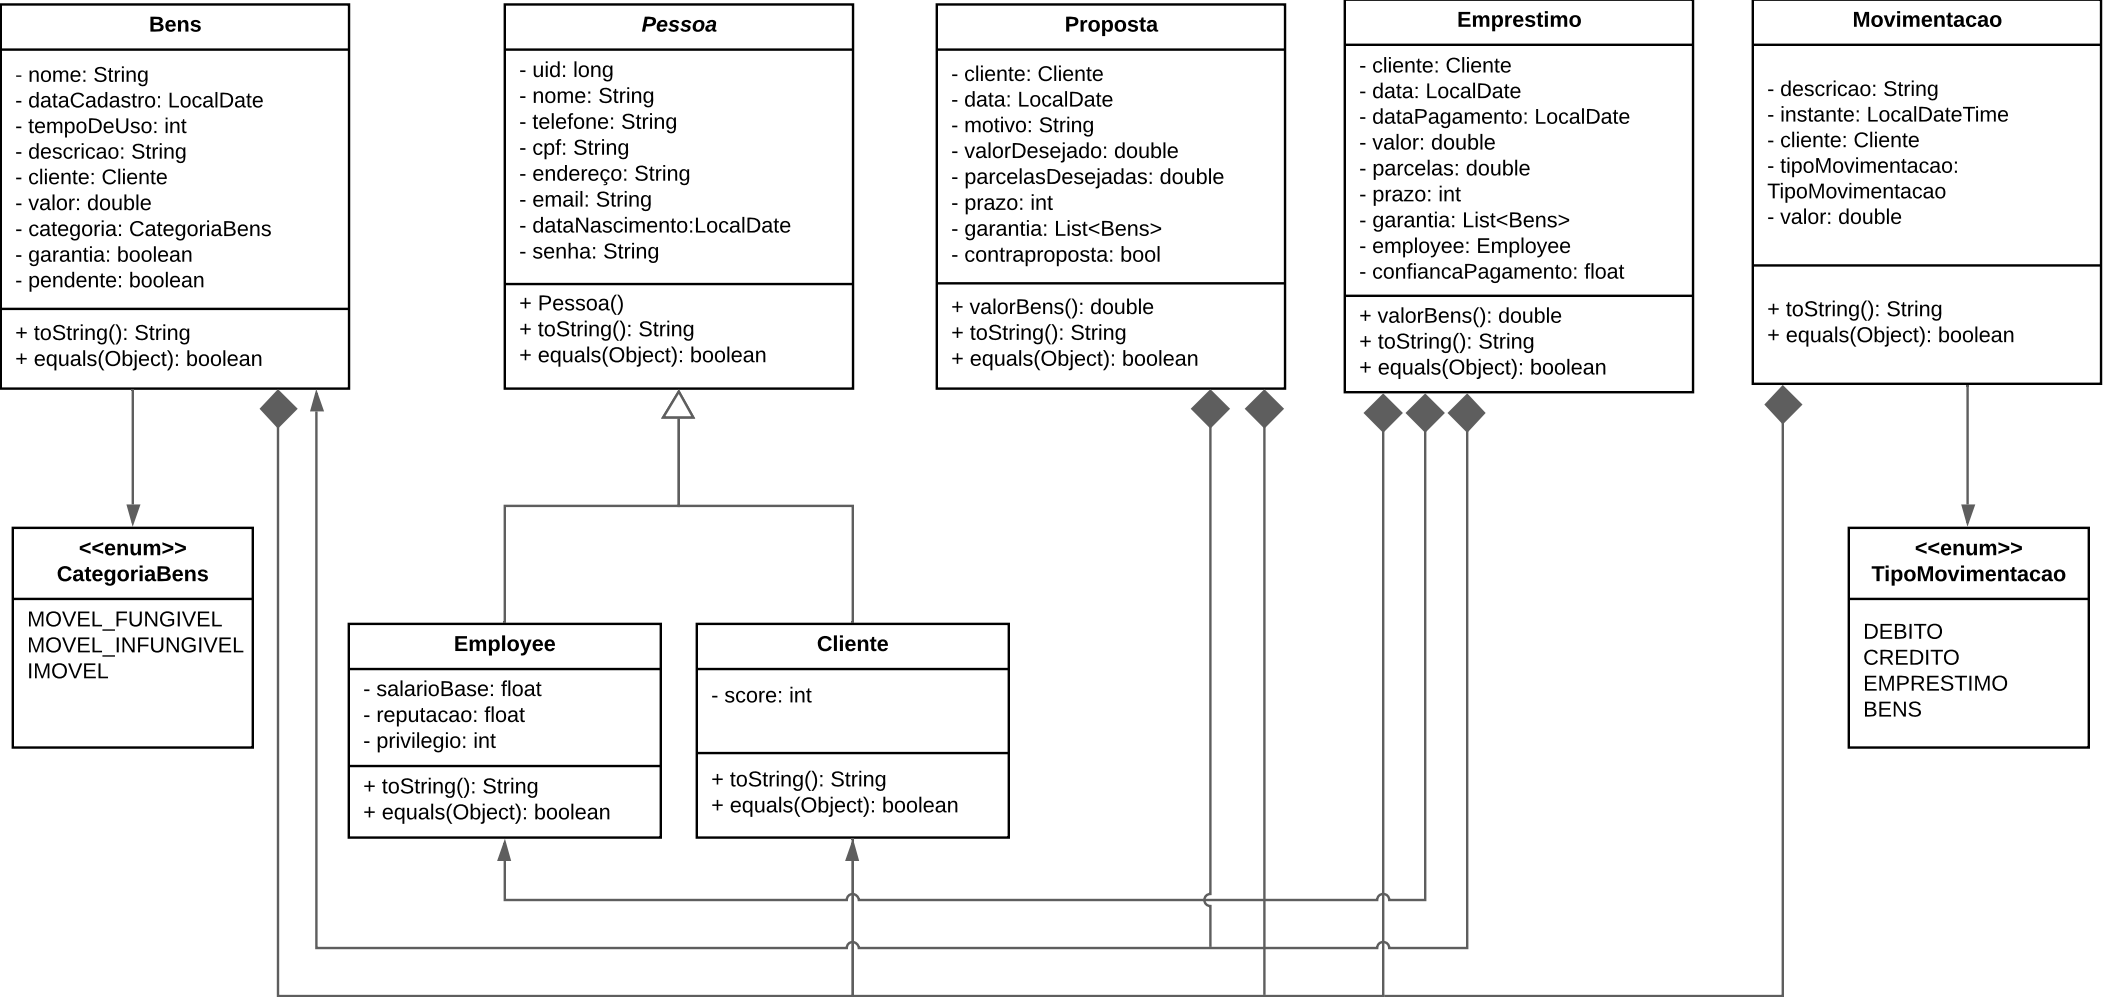 Bens
- nome: String
- dataCadastro: LocalDate
- tempoDeUso: int
- descricao: String
- cliente: Cliente
- valor: double
- categoria: CategoriaBens
- garantia: boolean
- pendente: boolean
+ toString(): String
+ equals(Object): boolean
Pessoa
- uid: long
- nome: String
- telefone: String
- cpf: String
- endereço: String
- email: String
- dataNascimento:LocalDate
- senha: String
+ Pessoa()
+ toString(): String
+ equals(Object): boolean
Proposta
- cliente: Cliente
- data: LocalDate
- motivo: String
- valorDesejado: double
- parcelasDesejadas: double
- prazo: int
- garantia: List<Bens>
- contraproposta: bool
+ valorBens(): double
+ toString(): String
+ equals(Object): boolean
Emprestimo
- cliente: Cliente
- data: LocalDate
- dataPagamento: LocalDate
- valor: double
- parcelas: double
- prazo: int
- garantia: List<Bens>
- employee: Employee
- confiancaPagamento: float
+ valorBens(): double
+ toString(): String
+ equals(Object): boolean
Movimentacao
- descricao: String
- instante: LocalDateTime
- cliente: Cliente
- tipoMovimentacao:
TipoMovimentacao
- valor: double
+ toString(): String
+ equals(Object): boolean
<<enum>>
CategoriaBens
MOVEL_FUNGIVEL
MOVEL_INFUNGIVEL
IMOVEL
Employee
- salarioBase: float
- reputacao: float
- privilegio: int
+ toString(): String
+ equals(Object): boolean
Cliente
- score: int
+ toString(): String
+ equals(Object): boolean
<<enum>>
TipoMovimentacao
DEBITO
CREDITO
EMPRESTIMO
BENS